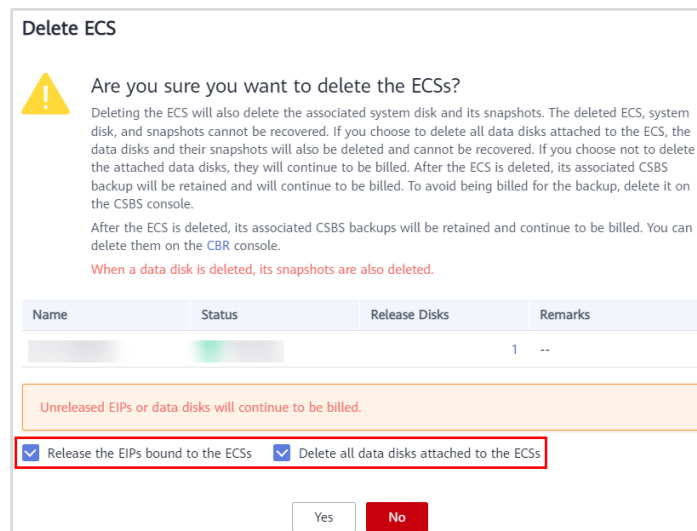 Delete ECS
Are you sure you want to delete the ECSs?
Deleting the ECS will also delete the associated system disk and its snapshots. The deleted ECS, system
disk, and snapshots cannot be recovered. If you choose to delete all data disks attached to the ECS, the
data disks and their snapshots will also be deleted and cannot be recovered. If you choose not to delete
the attached data disks, they will continue to be billed. After the ECS is deleted, its associated CSBS
backup will be retained and will continue to be billed. To avoid being billed for the backup, delete it on
the CSBS console.
After the ECS is deleted, its associated CSBS backups will be retained and continue to be billed. You can
delete them on the CBR console.
When a data disk is deleted, its snapshots are also deleted.
Name Status Release Disks Remarks
1 --
Unreleased EIPs or data disks will continue to be billed.
Release the EIPs bound to the ECSs Delete all data disks attached to the ECSs
Yes No